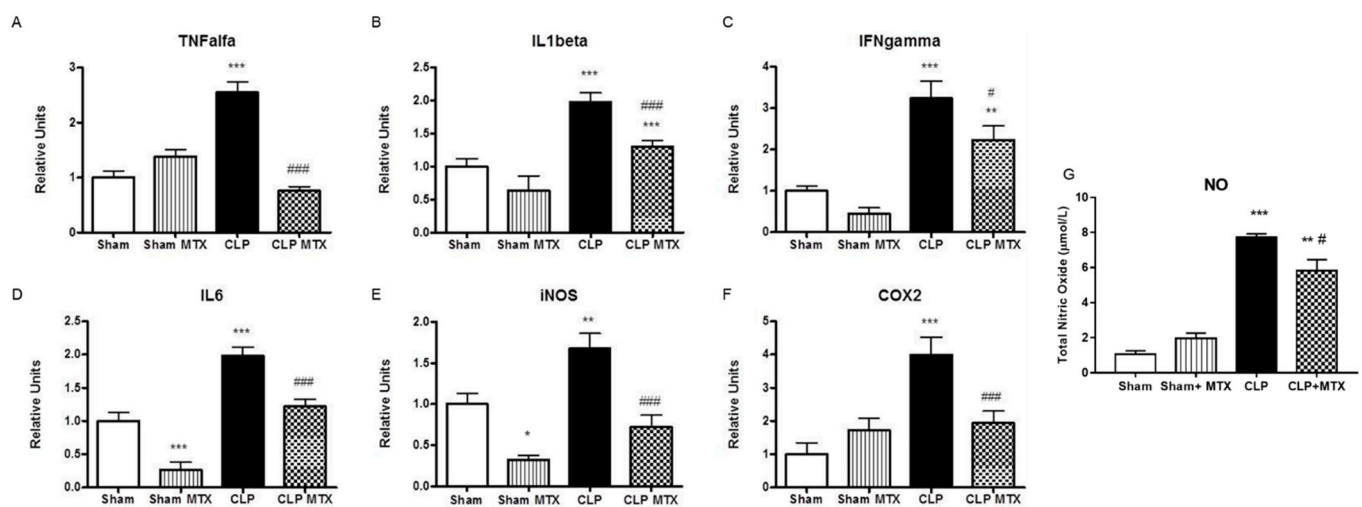 A
TNFalfa
Relative Units
3
2
1
0
***
###
Sham Sham MTX CLP CLP MTX
B
IL1beta
Relative Units
2.5
2.0
1.5
1.0
0.5
0.0
***
###
***
Sham Sham MTX CLP CLP MTX
C
IFNgamma
Relative Units
4
3
2
1
0
***
#
**
Sham Sham MTX CLP CLP MTX
D
IL6
Relative Units
2.5
2.0
1.5
1.0
0.5
0.0
***
***
###
Sham Sham MTX CLP CLP MTX
E
iNOS
Relative Units
2.0
1.5
1.0
0.5
0.0
*
**
###
Sham Sham MTX CLP CLP MTX
F
COX2
Relative Units
5
4
3
2
1
0
***
###
Sham Sham MTX CLP CLP MTX
G
NO
Total Nitric Oxide (µmol/L)
10
8
6
4
2
0
***
** #
Sham Sham+ MTX CLP CLP+MTX